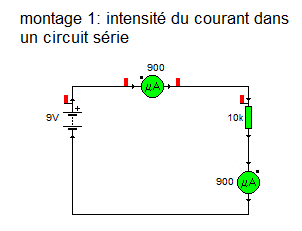 montage 1: intensité du courant dans
un circuit série
900
µA
+
9V
10k
900
µA